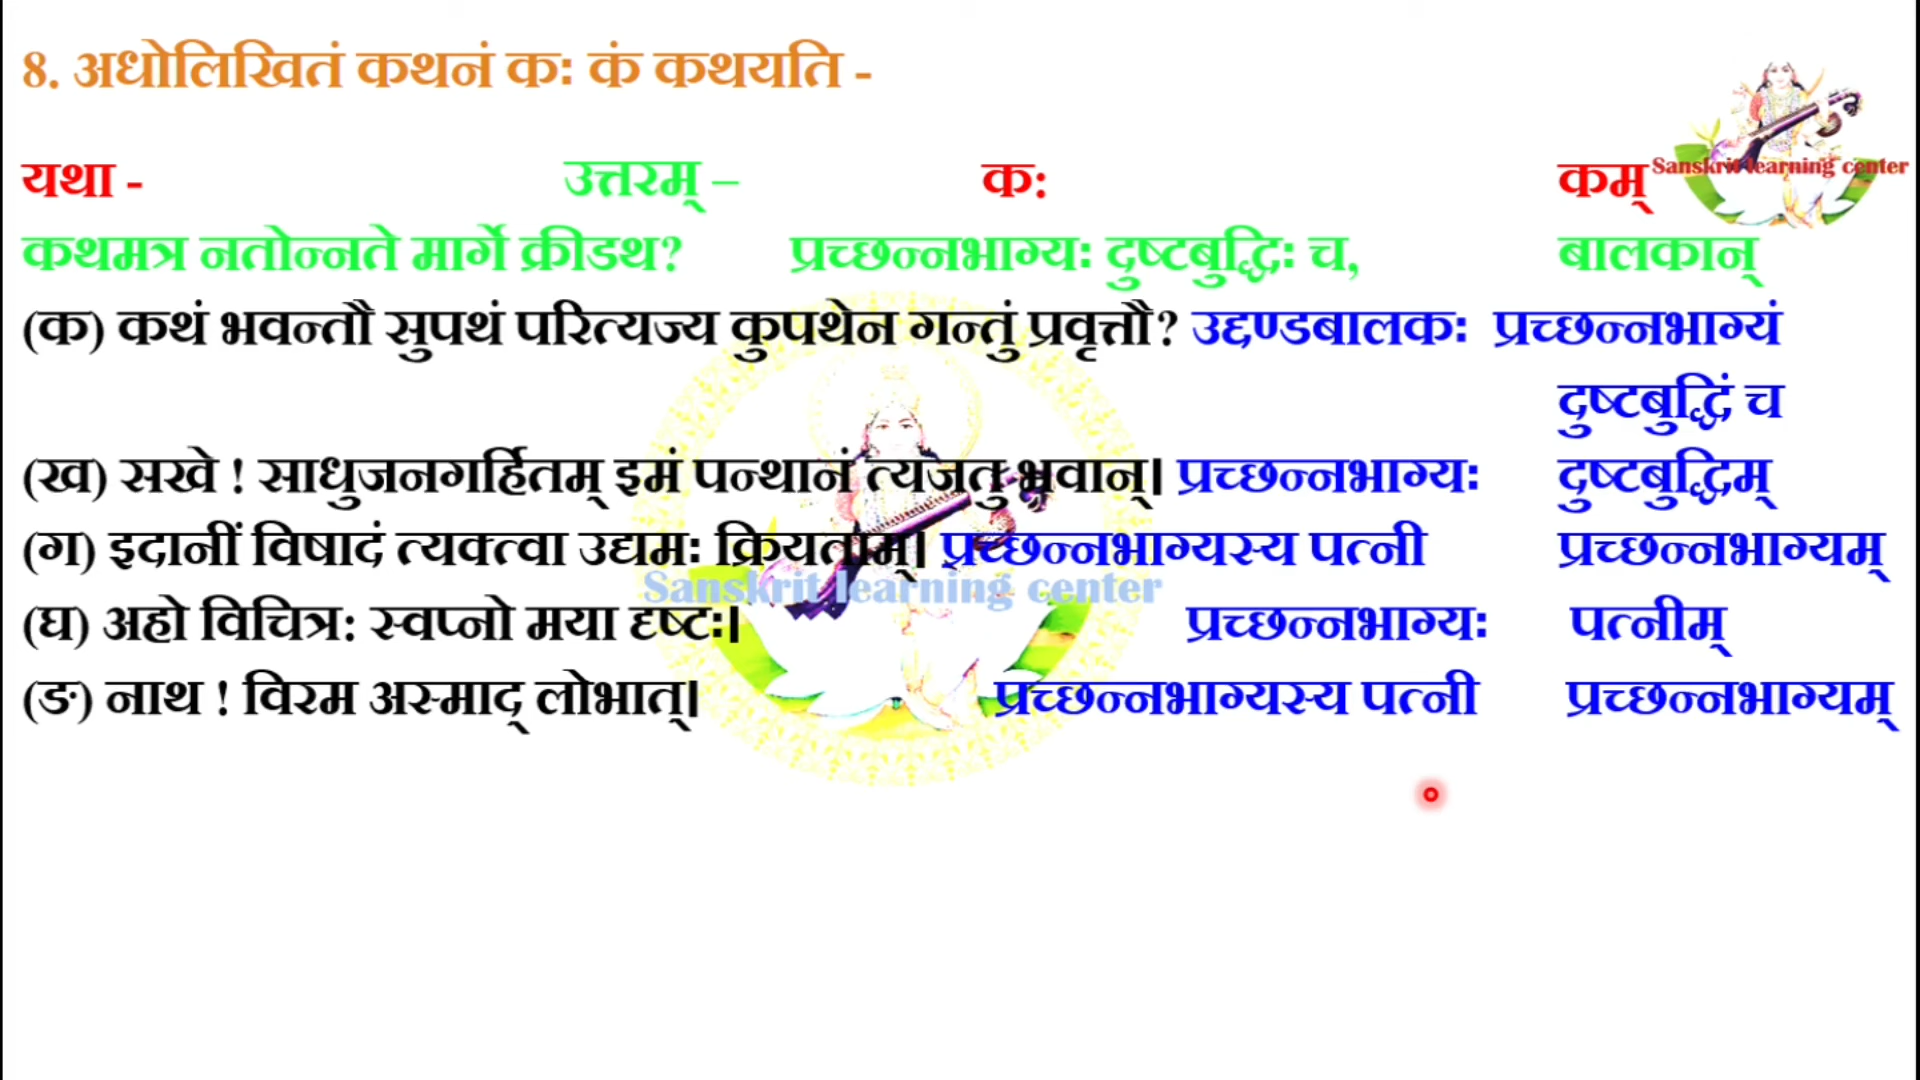 8. अधोलिखितं कथनं कः कं कथयति -
यथा - उत्तरम् – क: कम्
Sanskrit learning center
कथमत्र नतोन्नते मार्गे क्रीडथ? प्रच्छन्नभाग्यः दुष्टबुद्धिः च, बालकान्
(क) कथं भवन्तौ सुपथं परित्यज्य कुपथेन गन्तुं प्रवृत्तौ? उद्दण्डबालकः प्रच्छन्नभाग्यं
दुष्टबुद्धिं च
(ख) सखे ! साधुजनगर्हितम् इमं पन्थानं त्यजतु भवान्। प्रच्छन्नभाग्यः दुष्टबुद्धिम्
(ग) इदानीं विषादं त्यक्त्वा उद्यमः क्रियताम्। प्रच्छन्नभाग्यस्य पत्नी प्रच्छन्नभाग्यम्
Sanskrit learning center
(घ) अहो विचित्र: स्वप्नो मया दृष्टः। प्रच्छन्नभाग्यः पत्नीम्
(ङ) नाथ ! विरम अस्माद् लोभात्। प्रच्छन्नभाग्यस्य पत्नी प्रच्छन्नभाग्यम्